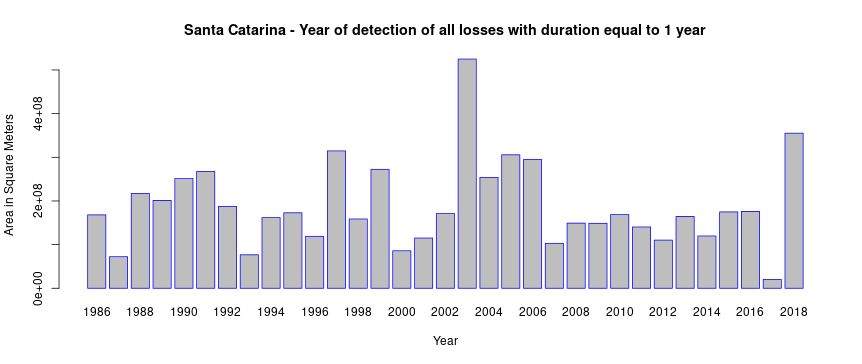 Santa Catarina - Year of detection of all losses with duration equal to 1 year
Area in Square Meters
4e+08
2e+08
0e+00
1986 1988 1990 1992 1994 1996 1998 2000 2002 2004 2006 2008 2010 2012 2014 2016 2018
Year